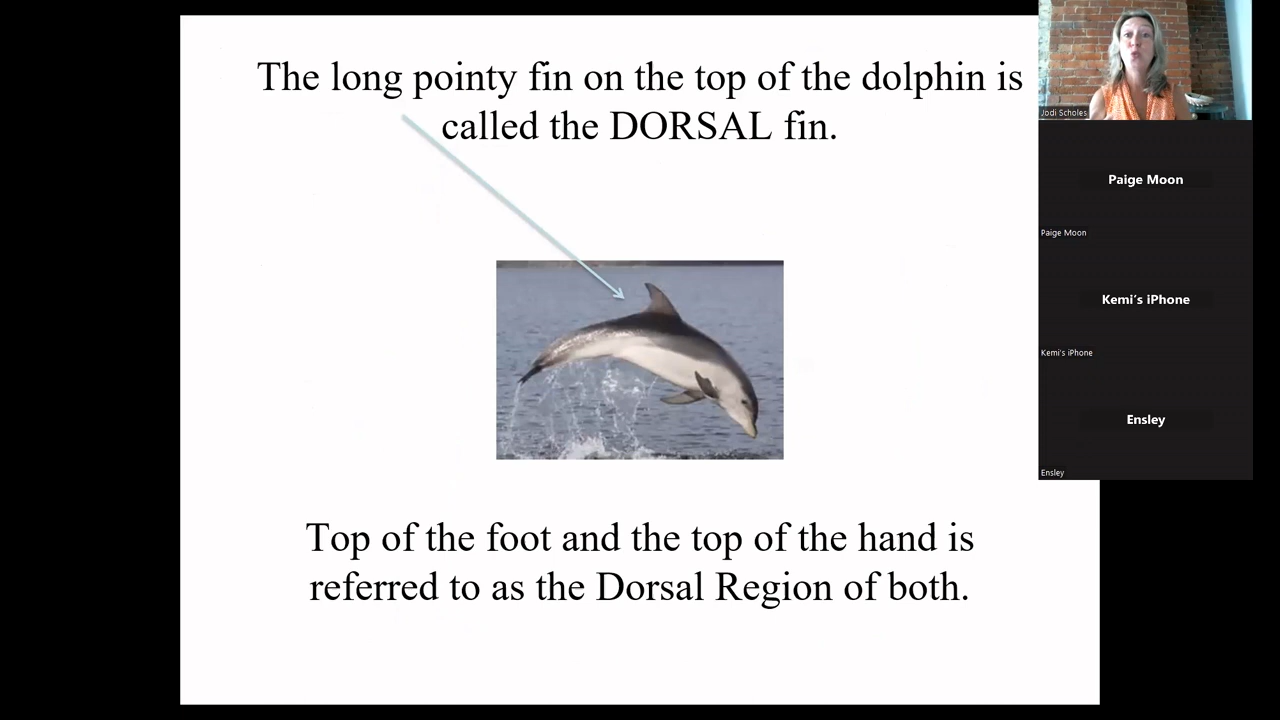 The long pointy fin on the top of the dolphin is
called the DORSAL fin.
Top of the foot and the top of the hand is
referred to as the Dorsal Region of both.
Jodi Scholes
Paige Moon
Paige Moon
Kemi's iPhone
Kemi's iPhone
Ensley
Ensley